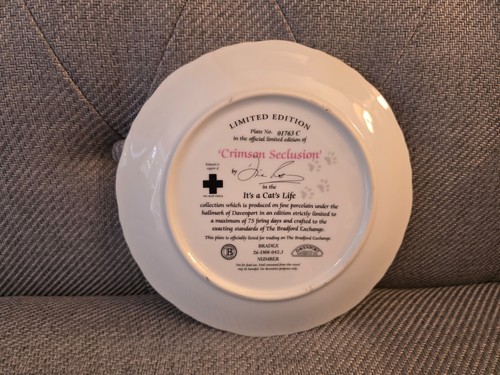 LIMITED EDITION
Plate No. 01763 C
in the official limited edition of
'Crimson Seclusion'
by
in the
It's a Cat's Life
collection which is produced on fine porcelain under the
hallmark of Davenport in an edition strictly limited to
a maximum of 75 firing days and crafted to the
exacting standards of The Bradford Exchange.
This plate is officially listed for trading on The Bradford Exchange.
B
BRADEX
NUMBER